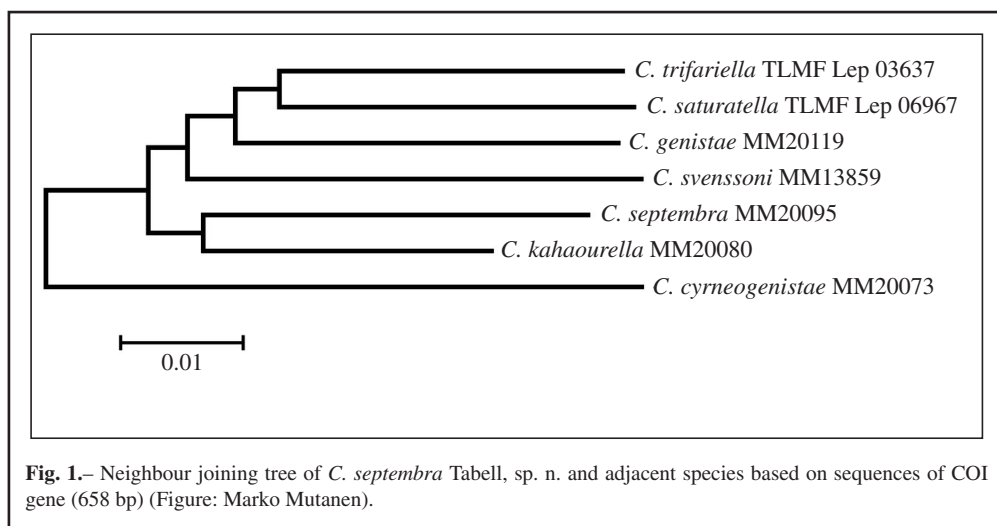 C. trifariella TLMF Lep 03637
C. saturatella TLMF Lep 06967
C. genistae MM20119
C. svenssoni MM13859
C. septembra MM20095
C. kahaourella MM20080
C. cyrneogenistae MM20073
0.01
Fig. 1.– Neighbour joining tree of C. septembra Tabell, sp. n. and adjacent species based on sequences of COI
gene (658 bp) (Figure: Marko Mutanen).